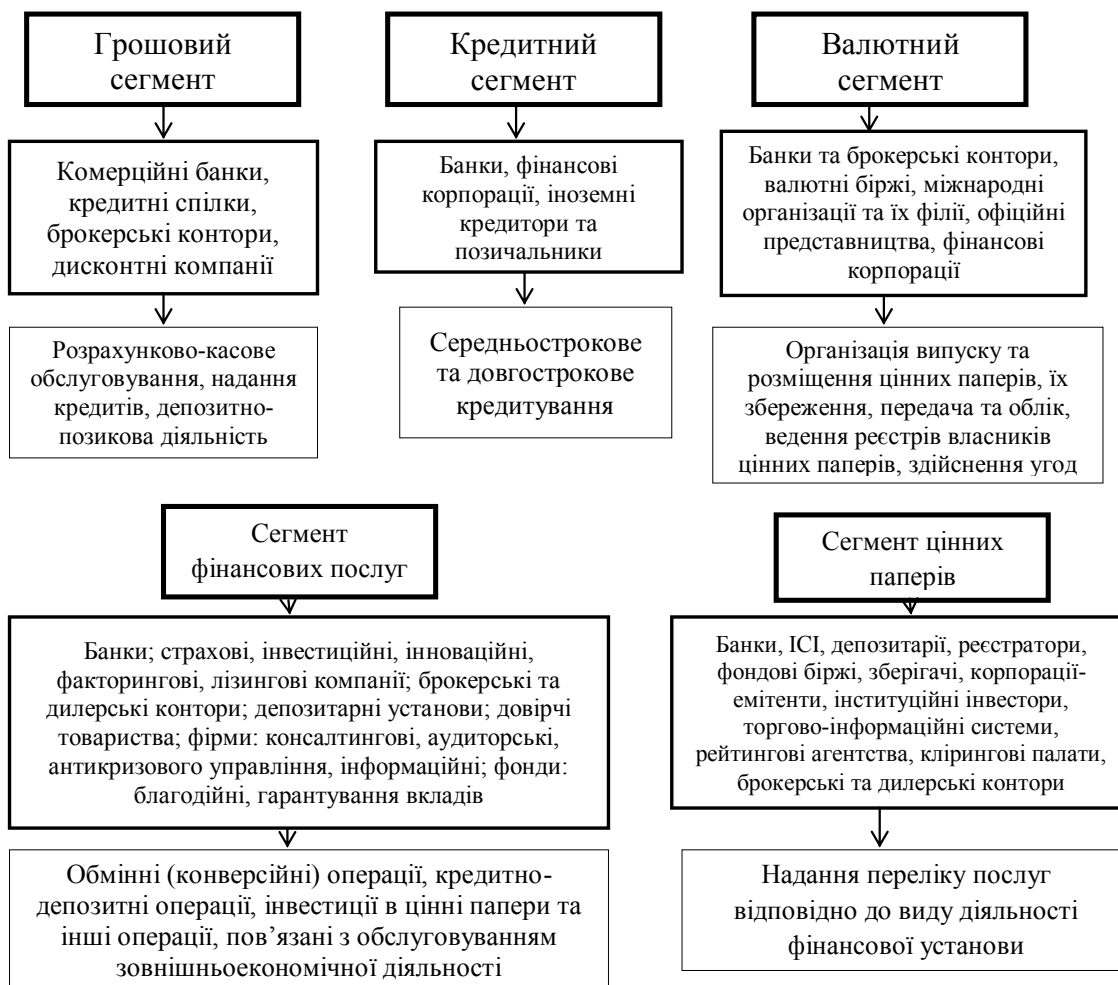 Грошовий
сегмент
Кредитний
сегмент
Валютний
сегмент
Комерційні банки,
кредитні спілки,
брокерські контори,
дисконтні компанії
Банки, фінансові
корпорації, іноземні
кредитори та
позичальники
Банки та брокерські контори,
валютні біржі, міжнародні
організації та їх філії, офіційні
представництва, фінансові
корпорації
Розрахунково-касове
обслуговування, надання
кредитів, депозитно-
позикова діяльність
Середньострокове
та довгострокове
кредитування
Організація випуску та
розміщення цінних паперів, їх
збереження, передача та облік,
ведення реєстрів власників
цінних паперів, здійснення угод
Сегмент
фінансових послуг
Сегмент цінних
паперів
Банки; страхові, інвестиційні, інноваційні,
факторингові, лізингові компанії; брокерські та
дилерські контори; депозитарні установи; довірчі
товариства; фірми: консалтингові, аудиторські,
антикризового управління, інформаційні; фонди:
благодійні, гарантування вкладів
Банки, ІСІ, депозитарії, реєстратори,
фондові біржі, зберігачі, корпорації-
емітенти, інституційні інвестори,
торгово-інформаційні системи,
рейтингові агентства, клірингові палати,
брокерські та дилерські контори
Обмінні (конверсійні) операції, кредитно-
депозитні операції, інвестиції в цінні папери та
інші операції, пов’язані з обслуговуванням
зовнішньоекономічної діяльності
Надання переліку послуг
відповідно до виду діяльності
фінансової установи